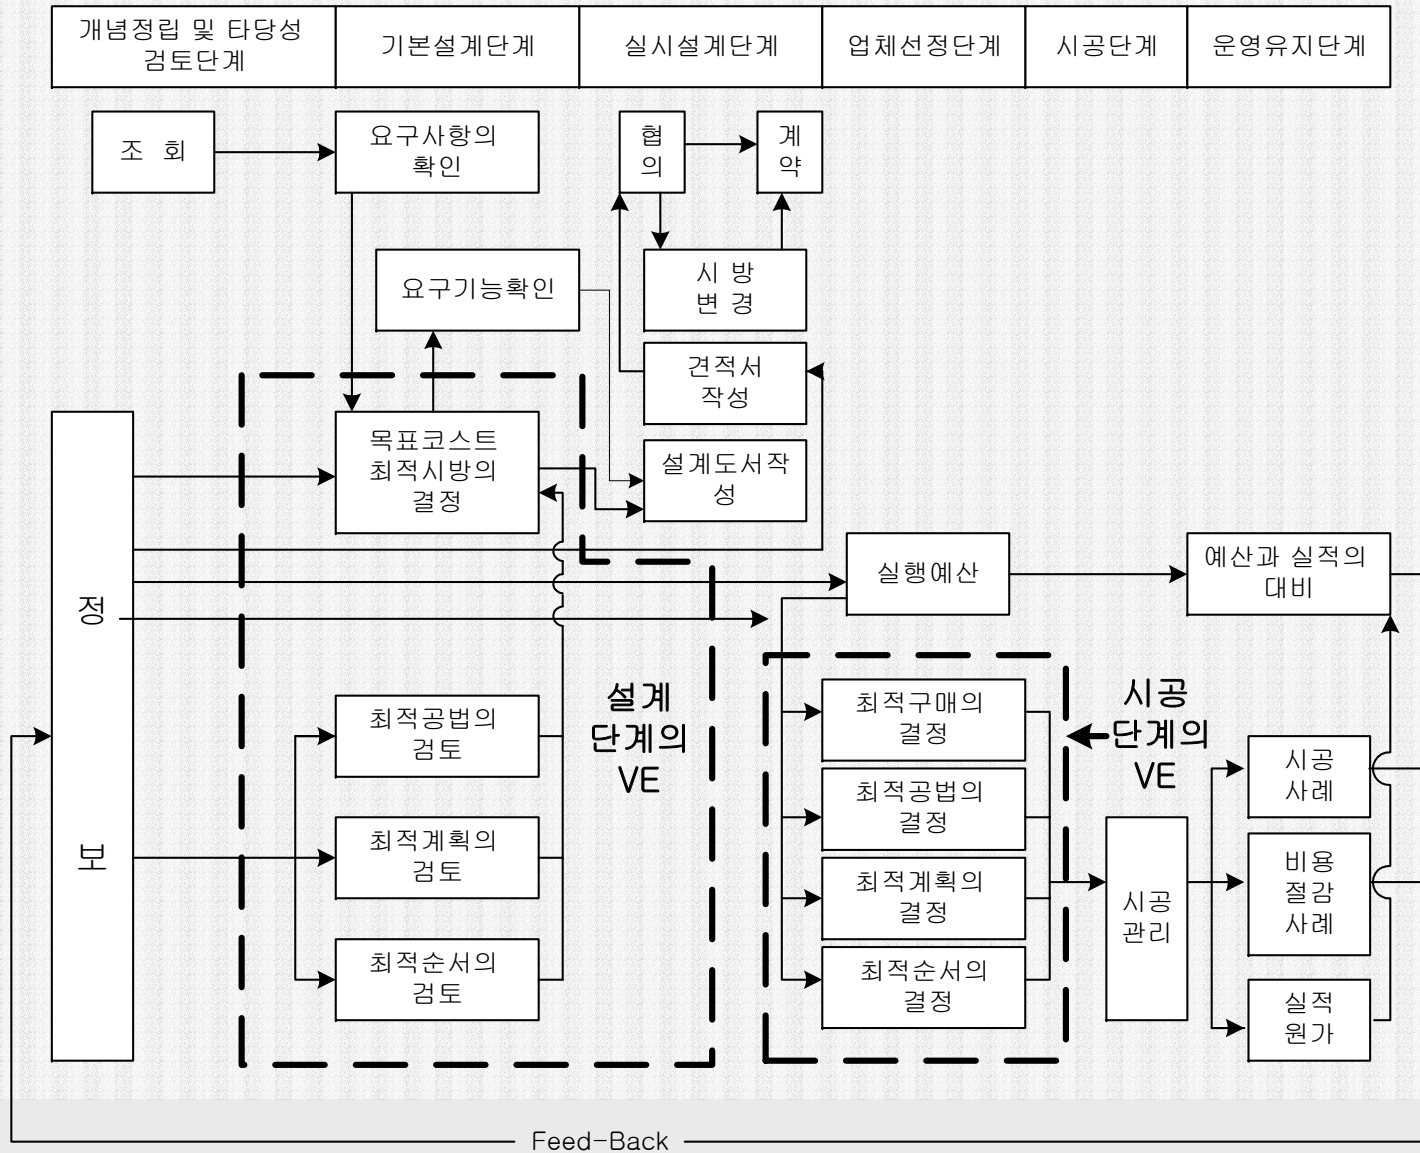 개념정립 및 타당성
검토단계
기본설계단계
실시설계단계
업체선정단계
시공단계
운영유지단계
조 회
요구사항의
확인
협
의
계
약
요구기능확인
시 방
변 경
견적서
작성
목표코스트
최적시방의
결정
설계도서작
성
정
보
실행예산
예산과 실적의
대비
설계
단계의
VE
최적공법의
검토
최적계획의
검토
최적순서의
검토
최적구매의
결정
최적공법의
결정
최적계획의
결정
최적순서의
결정
시공
단계의
VE
시공
관리
시공
사례
비용
절감
사례
실적
원가
Feed-Back